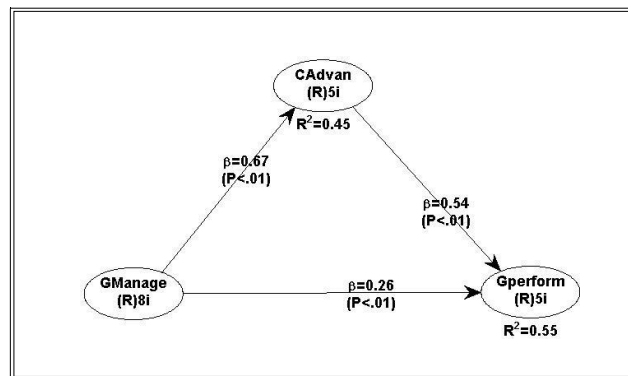 CAdvan
(R)5i
R²=0.45
β=0.67
(P<.01)
β=0.54
(P<.01)
GManage
(R)8i
β=0.26
(P<.01)
Gperform
(R)5i
R²=0.55